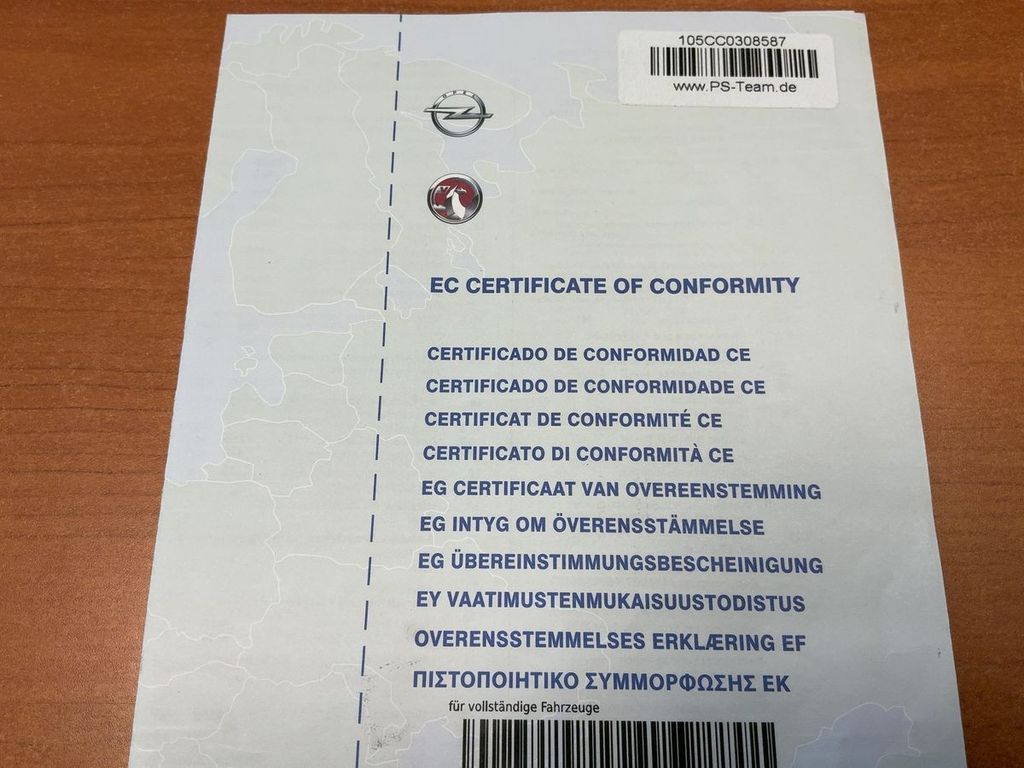 105CC0308587
www.PS-Team.de
OPEL
EC CERTIFICATE OF CONFORMITY
CERTIFICADO DE CONFORMIDAD CE
CERTIFICADO DE CONFORMIDADE CE
CERTIFICAT DE CONFORMITÉ CE
CERTIFICATO DI CONFORMITÀ CE
EG CERTIFICAAT VAN OVEREENSTEMMING
EG INTYG OM ÖVERENSSTÄMMELSE
EG ÜBEREINSTIMMUNGSBESCHEINIGUNG
EY VAATIMUSTENMUKAISUUSTODISTUS
OVERENSSTEMMELSES ERKLÆRING EF
ΠΙΣΤΟΠΟΙΗΤΙΚΟ ΣΥΜΜΟΡΦΩΣΗΣ ΕΚ
für vollständige Fahrzeuge